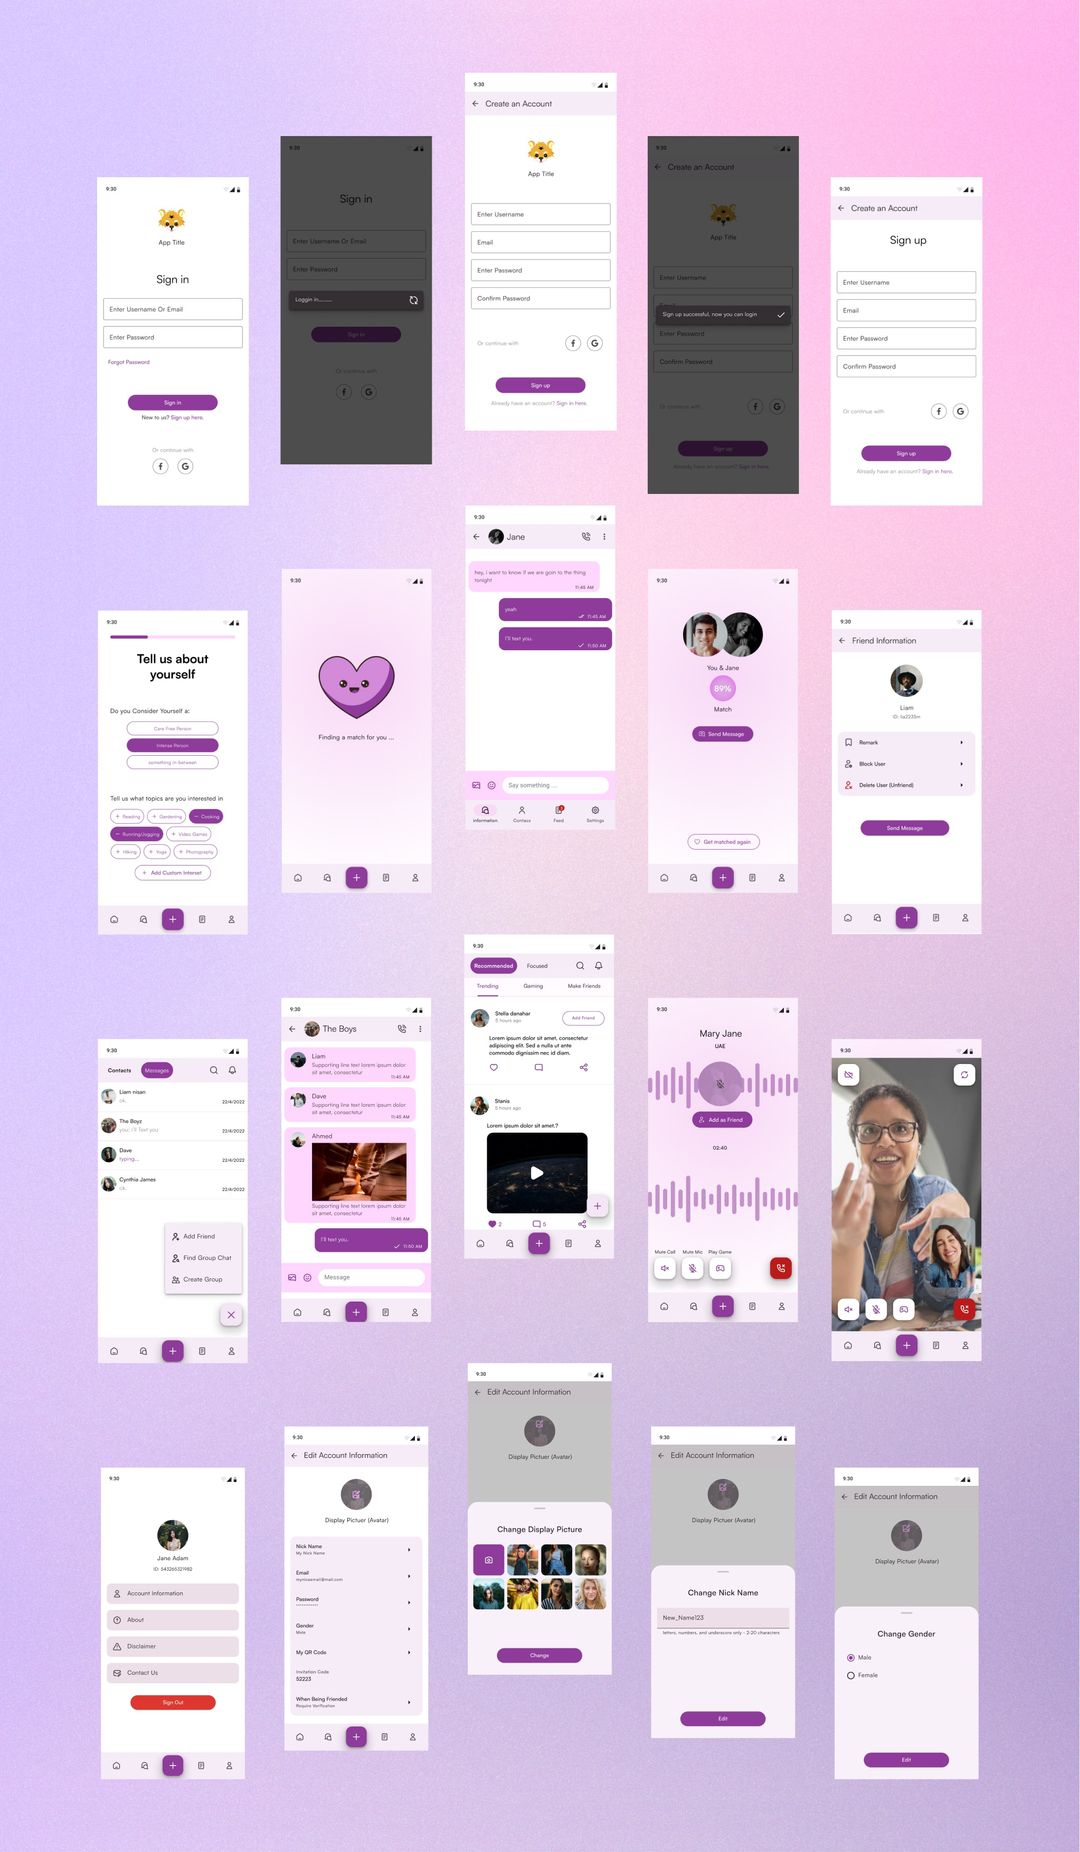 9:30
App Title
Sign in
Enter Username Or Email
Enter Password
Forgot Password
Sign in
New to us? Sign up here.
Or continue with
9:30
Sign in
Enter Username Or Email
Enter Password
Loggin in............
Sign in
Or continue with
9:30
Create an Account
App Title
Enter Username
Email
Enter Password
Confirm Password
Or continue with
Sign up
Already have an account? Sign in here.
9:30
Create an Account
App Title
Enter Username
Email
Sign up successful, now you can login
Enter Password
Confirm Password
Or continue with
Sign up
Already have an account? Sign in here.
9:30
Create an Account
Sign up
Enter Username
Email
Enter Password
Confirm Password
Or continue with
Sign up
Already have an account? Sign in here.
9:30
Tell us about
yourself
Do you Consider Yourself a:
Care Free Person
Intense Person
something in between
Tell us what topics are you interested in
+ Reading + Gardening − Cooking
− Running/Jogging + Video Games
+ Hiking + Yoga + Photography
+ Add Custom Interset
9:30
Finding a match for you ...
9:30
Jane
hey, i want to know if we are goin to the thing
tonight!
11:45 AM
yeah
11:45 AM
I'll text you.
11:50 AM
Say something ...
information Contacs Feed Settings
9:30
You & Jane
89%
Match
Send Message
Get matched again
9:30
Friend Information
Liam
ID: la2235m
Remark
Block User
Delete User (Unfriend)
Send Message
9:30
Contacts Messages
Liam nisan
ok.
22/4/2022
The Boyz
you: i'll Text you
22/4/2022
Dave
typing...
22/4/2022
Cynthia James
ok.
22/4/2022
Add Friend
Find Group Chat
Create Group
9:30
The Boys
Liam
Supporting line text lorem ipsum dolor
sit amet, consectetur
11:45 AM
Dave
Supporting line text lorem ipsum dolor
sit amet, consectetur
11:45 AM
Ahmed
Supporting line text lorem ipsum dolor
sit amet, consectetur
11:45 AM
I'll text you.
11:50 AM
Message
9:30
Recommended Focused
Trending Gaming Make Friends
Stella danahar
5 hours ago
Add Friend
Lorem ipsum dolor sit amet, consectetur
adipiscing elit. Sed a nulla ut ante
commodo dignissim nec id diam.
Stanis
5 hours ago
Lorem ipsum dolor sit amet.?
2 5
9:30
Mary Jane
UAE
Add as Friend
02:40
Mute Call Mute Mic Play Game
9:30
9:30
Jane Adam
ID: 543265321982
Account Information
About
Disclaimer
Contact Us
Sign Out
9:30
Edit Account Information
Display Pictuer (Avatar)
Nick Name
My Nick Name
Email
mynicaemail@mail.com
Password
Gender
Male
My QR Code
Invitation Code
52223
When Being Friended
Require Verification
9:30
Edit Account Information
Display Pictuer (Avatar)
Change Display Picture
Change
9:30
Edit Account Information
Display Pictuer (Avatar)
Change Nick Name
New_Name123
letters, numbers, and underscore only - 2-20 characters
Edit
9:30
Edit Account Information
Display Pictuer (Avatar)
Change Gender
Male
Female
Edit